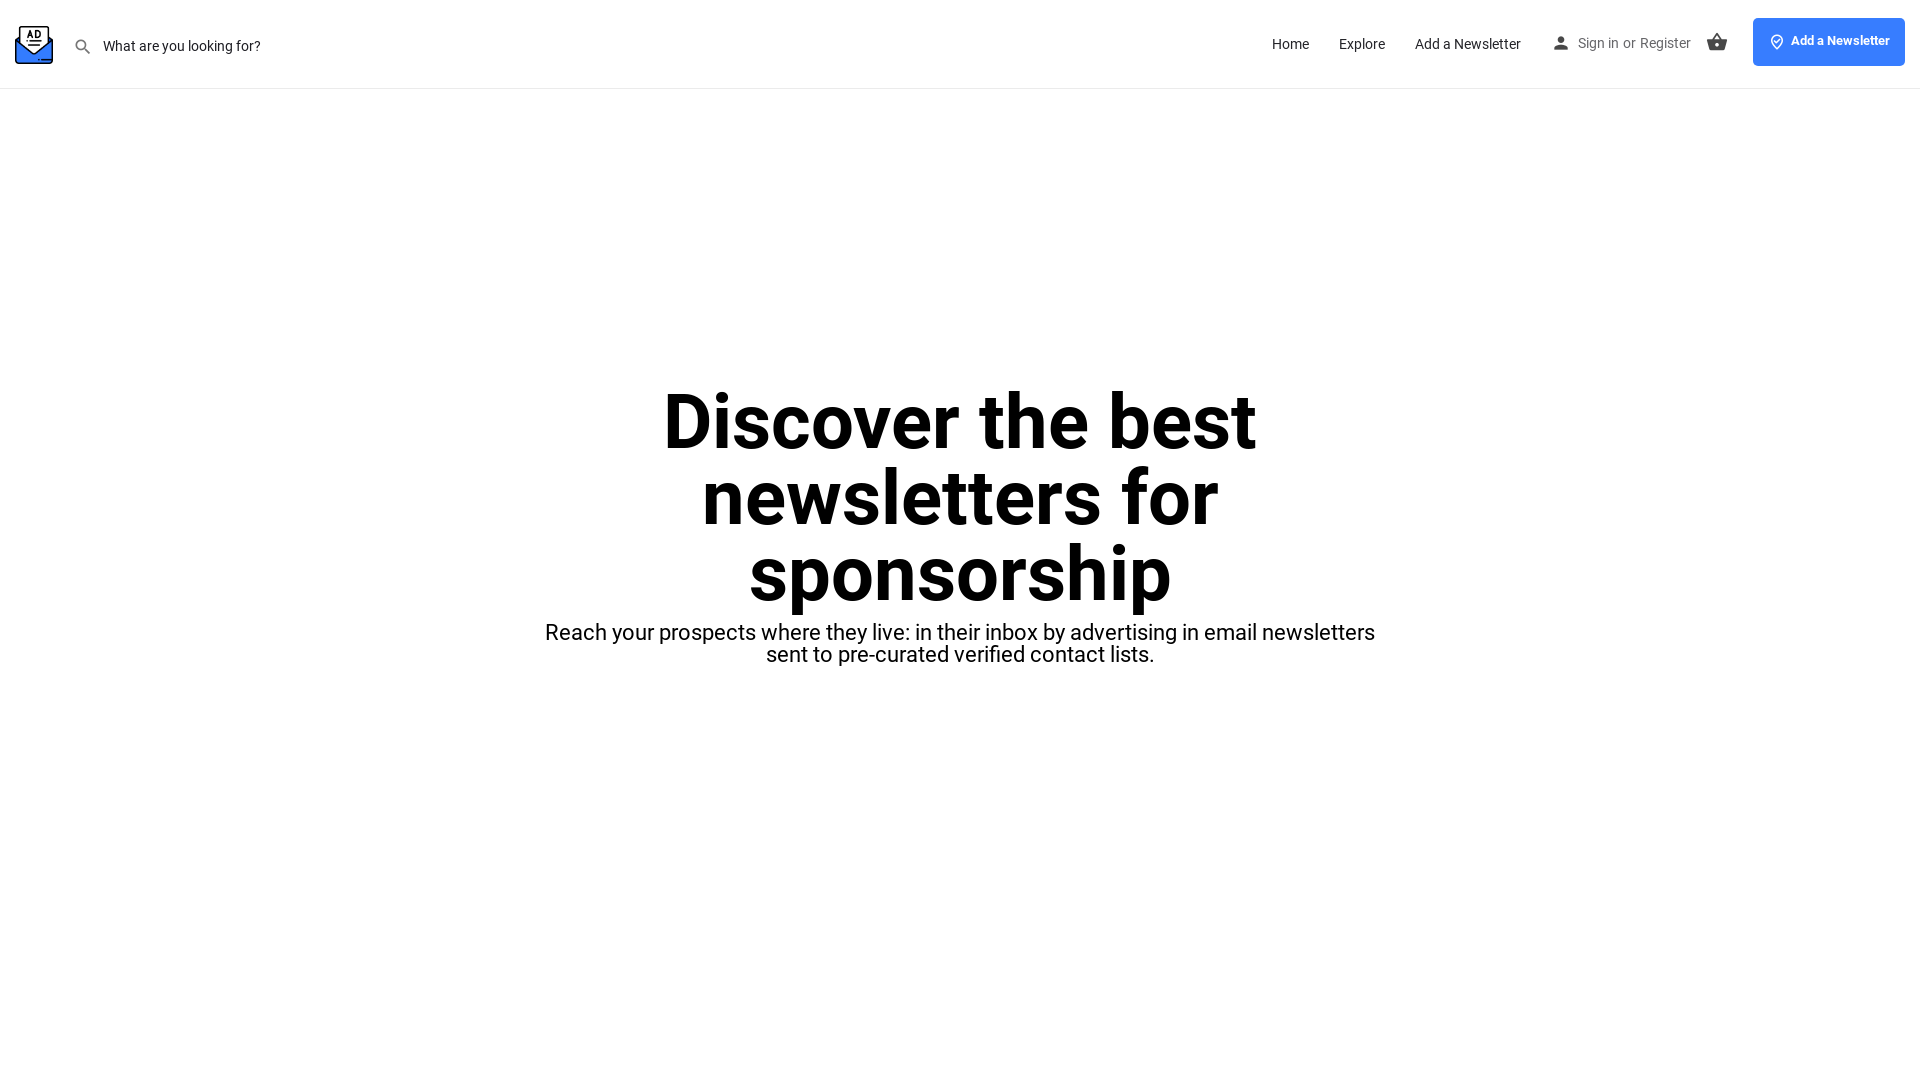 AD
What are you looking for?
Home
Explore
Add a Newsletter
Sign in or Register
Add a Newsletter
Discover the best
newsletters for
sponsorship
Reach your prospects where they live: in their inbox by advertising in email newsletters
sent to pre-curated verified contact lists.